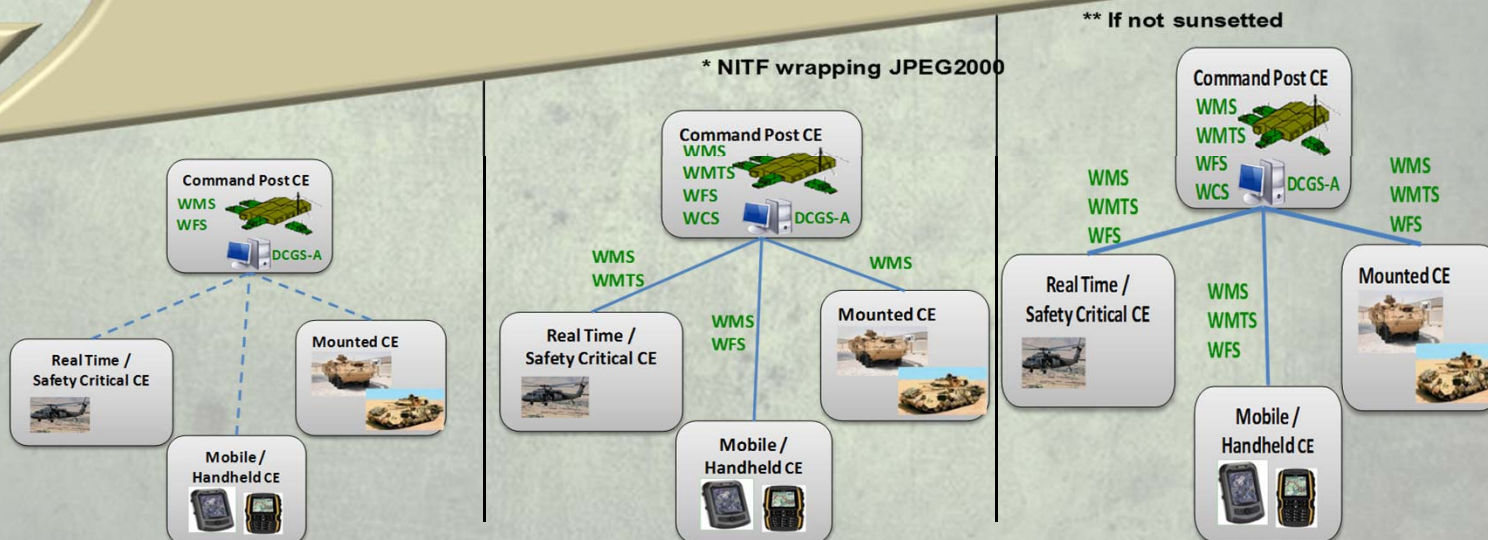 ** If not sunsetted
* NITF wrapping JPEG2000
Command Post CE
WMS
WFS
DCGS-A
Real Time /
Safety Critical CE
Mounted CE
Mobile /
Handheld CE
Command Post CE
WMS
WMTS
WFS
WCS
DCGS-A
WMS
WMTS
WMS
WFS
WMS
Real Time /
Safety Critical CE
Mounted CE
Mobile /
Handheld CE
Command Post CE
WMS
WMTS
WFS
WCS
DCGS-A
WMS
WMTS
WFS
WMS
WMTS
WFS
WMS
WMTS
WFS
Real Time /
Safety Critical CE
Mounted CE
Mobile /
Handheld CE